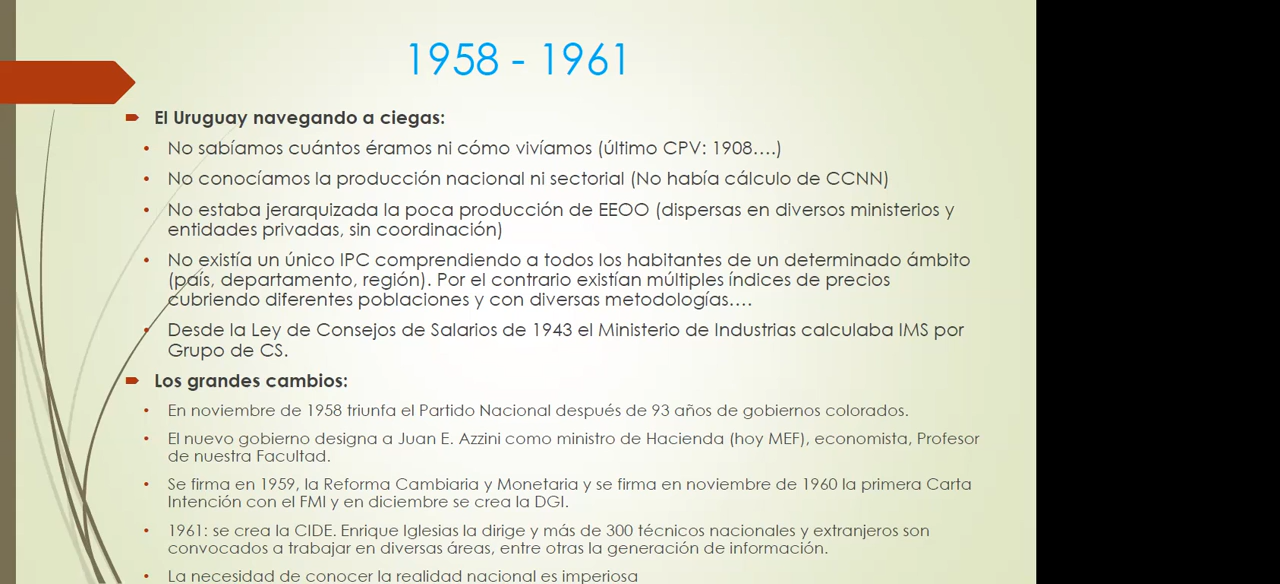 1958 - 1961
El Uruguay navegando a ciegas:
• No sabíamos cuántos éramos ni cómo vivíamos (último CPV: 1908….)
• No conocíamos la producción nacional ni sectorial (No había cálculo de CCNN)
• No estaba jerarquizada la poca producción de EEOO (dispersas en diversos ministerios y
entidades privadas, sin coordinación)
• No existía un único IPC comprendiendo a todos los habitantes de un determinado ámbito
(país, departamento, región). Por el contrario existían múltiples índices de precios
cubriendo diferentes poblaciones y con diversas metodologías….
• Desde la Ley de Consejos de Salarios de 1943 el Ministerio de Industrias calculaba IMS por
Grupo de CS.
Los grandes cambios:
• En noviembre de 1958 triunfa el Partido Nacional después de 93 años de gobiernos colorados.
• El nuevo gobierno designa a Juan E. Azzini como ministro de Hacienda (hoy MEF), economista, Profesor
de nuestra Facultad.
• Se firma en 1959, la Reforma Cambiaria y Monetaria y se firma en noviembre de 1960 la primera Carta
Intención con el FMI y en diciembre se crea la DGI.
• 1961: se crea la CIDE. Enrique Iglesias la dirige y más de 300 técnicos nacionales y extranjeros son
convocados a trabajar en diversas áreas, entre otras la generación de información.
• La necesidad de conocer la realidad nacional es imperiosa